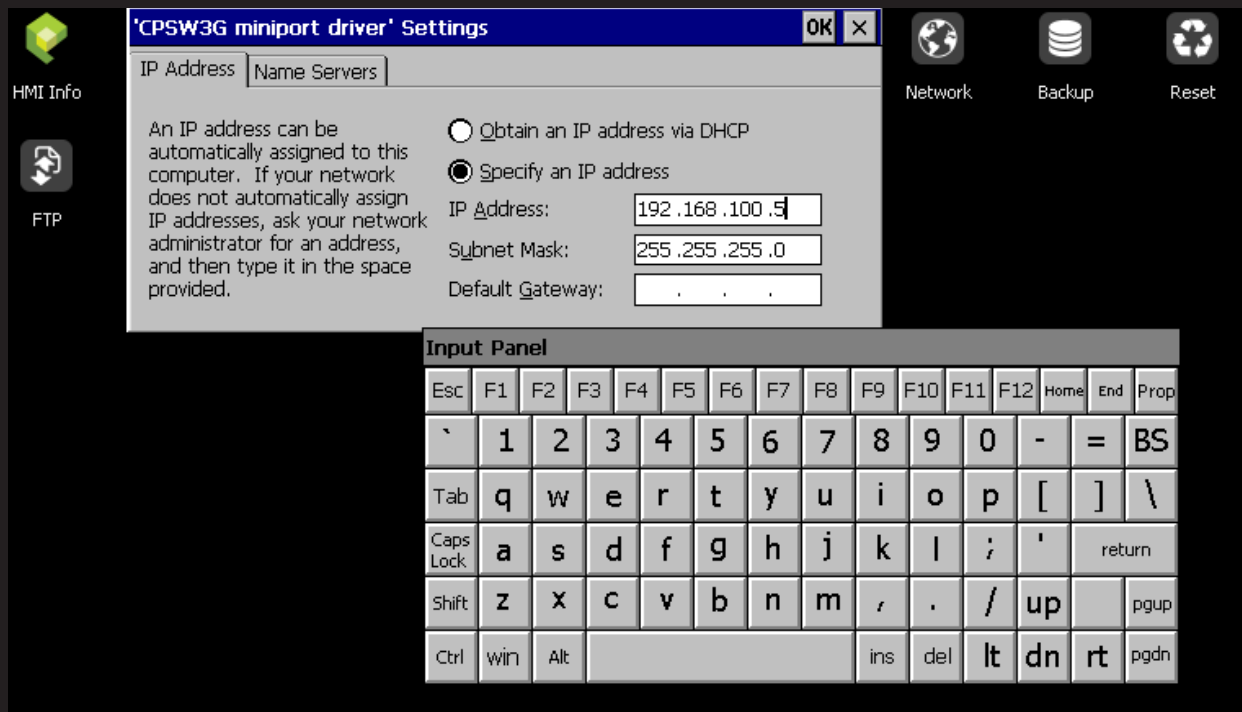 'CPSW3G miniport driver' Settings
OK
×
IP Address
Name Servers
An IP address can be
automatically assigned to this
computer. If your network
does not automatically assign
IP addresses, ask your network
administrator for an address,
and then type it in the space
provided.
Obtain an IP address via DHCP
Specify an IP address
IP Address: 192 .168 .100 .5
Subnet Mask: 255 .255 .255 .0
Default Gateway: . . .
HMI Info
FTP
Network
Backup
Reset
Input Panel
Esc F1 F2 F3 F4 F5 F6 F7 F8 F9 F10 F11 F12 Home End Prop
` 1 2 3 4 5 6 7 8 9 0 - = BS
Tab q w e r t y u i o p [ ] \
Caps Lock a s d f g h j k l ; ' return
Shift z x c v b n m , . / up pgup
Ctrl win Alt ins del lt dn rt pgdn